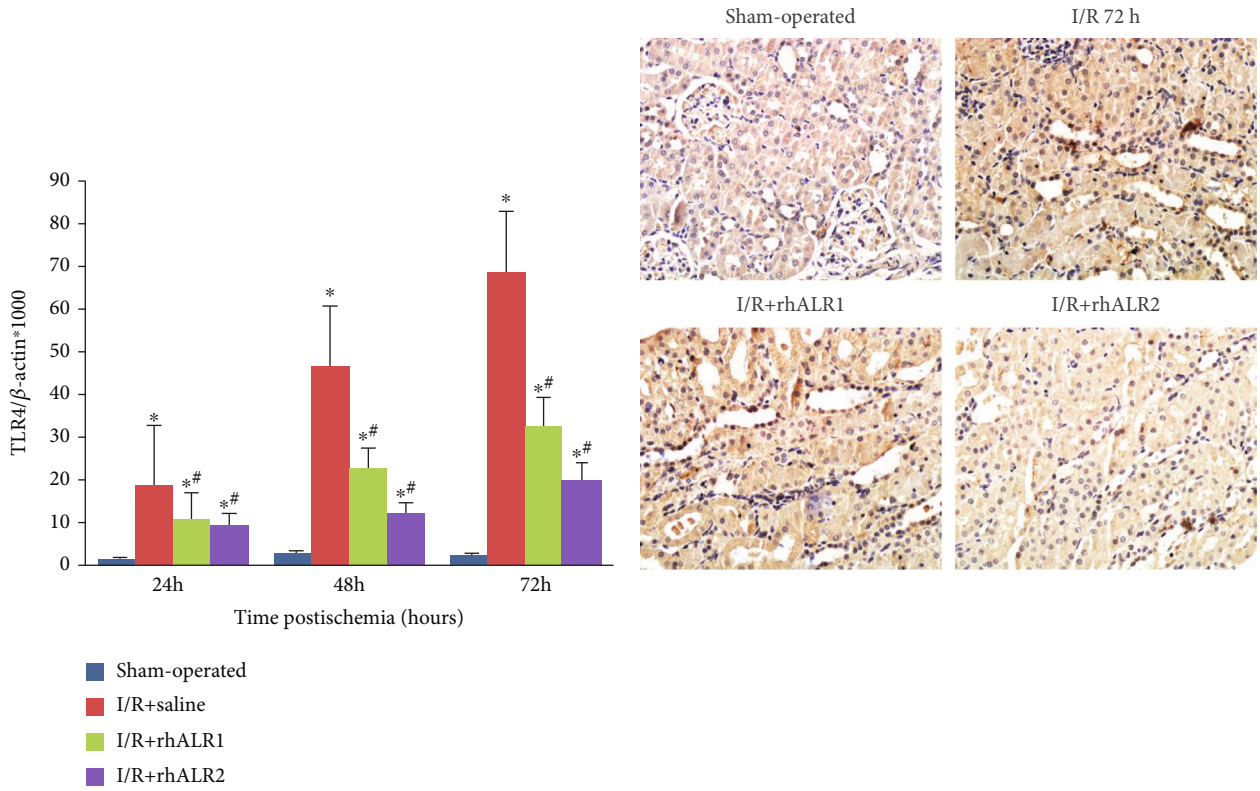 Sham-operated
I/R 72 h
I/R+rhALR1
I/R+rhALR2
TLR4/β-actin*1000
90
80
70
60
50
40
30
20
10
0
*
*#
*#
*
*#
*#
*
*#
*#
24h
48h
72h
Time postischemia (hours)
Sham-operated
I/R+saline
I/R+rhALR1
I/R+rhALR2